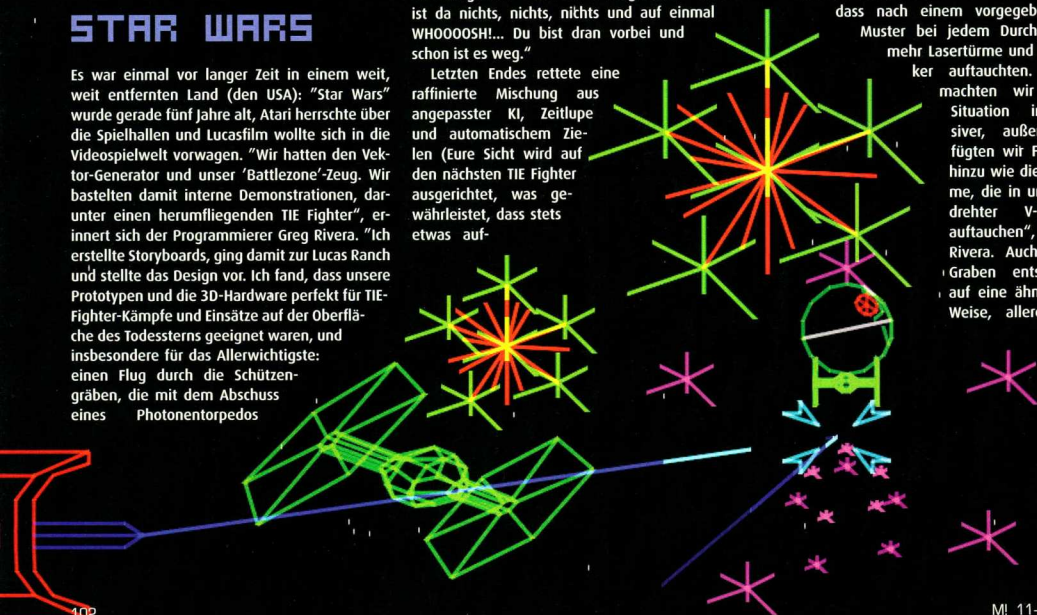 STAR WARS
Es war einmal vor langer Zeit in einem weit,
weit entfernten Land (den USA): "Star Wars"
wurde gerade fünf Jahre alt, Atari herrschte über
die Spielhallen und Lucasfilm wollte sich in die
Videospielwelt vorwagen. "Wir hatten den Vek-
tor-Generator und unser 'Battlezone'-Zeug. Wir
bastelten damit interne Demonstrationen, dar-
unter einen herumfliegenden TIE Fighter“, er-
innert sich der Programmierer Greg Rivera. "Ich
erstellte Storyboards, ging damit zur Lucas Ranch
und stellte das Design vor. Ich fand, dass unsere
Prototypen und die 3D-Hardware perfekt für TIE-
Fighter-Kämpfe und Einsätze auf der Oberflä-
che des Todessterns geeignet waren, und
insbesondere für das Allerwichtigste:
einen Flug durch die Schützen-
gräben, die mit dem Abschuss
eines Photonentorpedos
ist da nichts, nichts, nichts und auf einmal
WHOOOOSH!... Du bist dran vorbei und
schon ist es weg.“
Letzten Endes rettete eine
raffinierte Mischung aus
angepasster KI, Zeitlupe
und automatischem Zie-
len (Eure Sicht wird auf
den nächsten TIE Fighter
ausgerichtet, was ge-
währleistet, dass stets
etwas auf-
dass nach einem vorgegeb
Muster bei jedem Durch
mehr Lasertürme und
ker auftauchten.
machten wir
Situation
siver, auße
fügten wir
hinzu wie die
me, die in
drehter V-
auftauchen“,
Rivera. Auch
Graben ents
auf eine ähn
Weise, aller
102
M! 11-